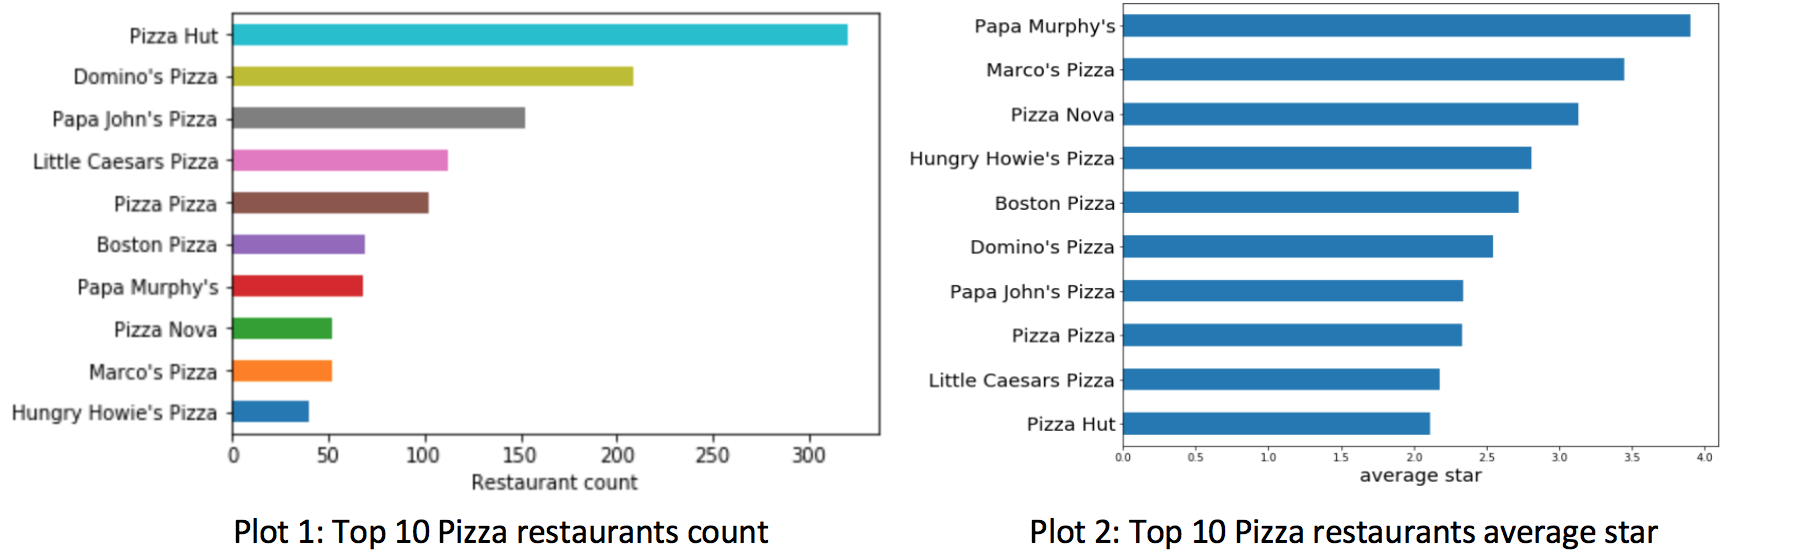 Pizza Hut
Domino's Pizza
Papa John's Pizza
Little Caesars Pizza
Pizza Pizza
Boston Pizza
Papa Murphy's
Pizza Nova
Marco's Pizza
Hungry Howie's Pizza
0 50 100 150 200 250 300
Restaurant count
Plot 1: Top 10 Pizza restaurants count
Papa Murphy's
Marco's Pizza
Pizza Nova
Hungry Howie's Pizza
Boston Pizza
Domino's Pizza
Papa John's Pizza
Pizza Pizza
Little Caesars Pizza
Pizza Hut
0.0 0.5 1.0 1.5 2.0 2.5 3.0 3.5 4.0
average star
Plot 2: Top 10 Pizza restaurants average star